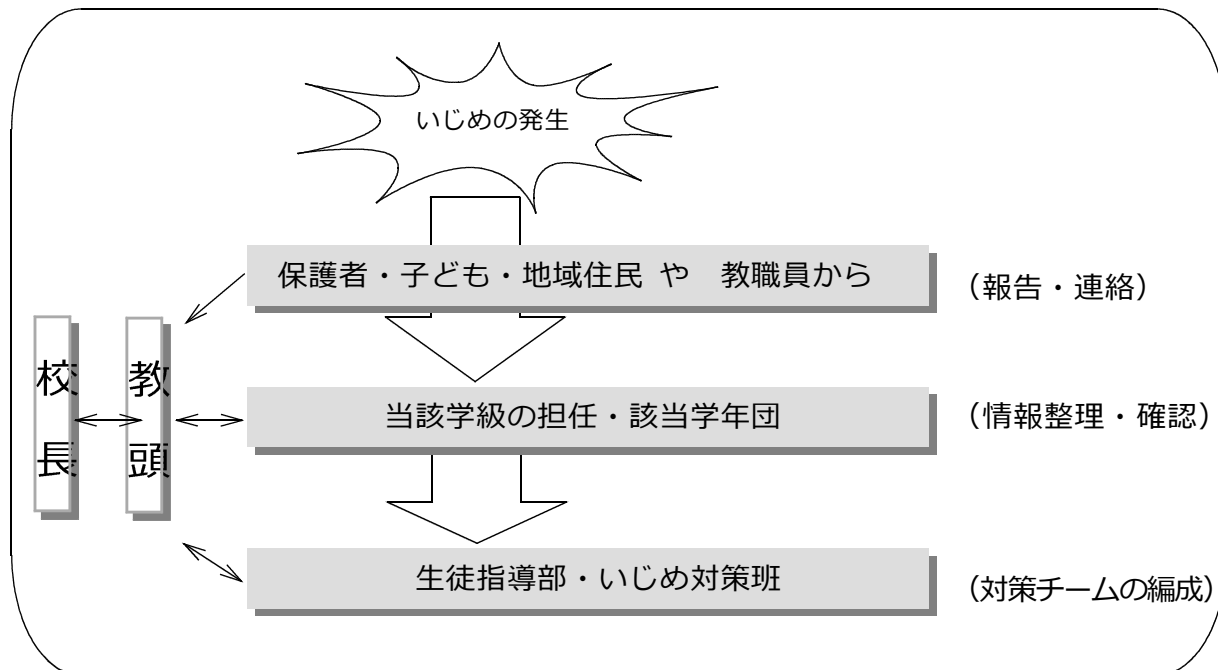 いじめの発生
保護者・子ども・地域住民 や　教職員から
(報告・連絡)
校長
教頭
当該学級の担任・該当学年団
(情報整理・確認)
生徒指導部・いじめ対策班
(対策チームの編成)